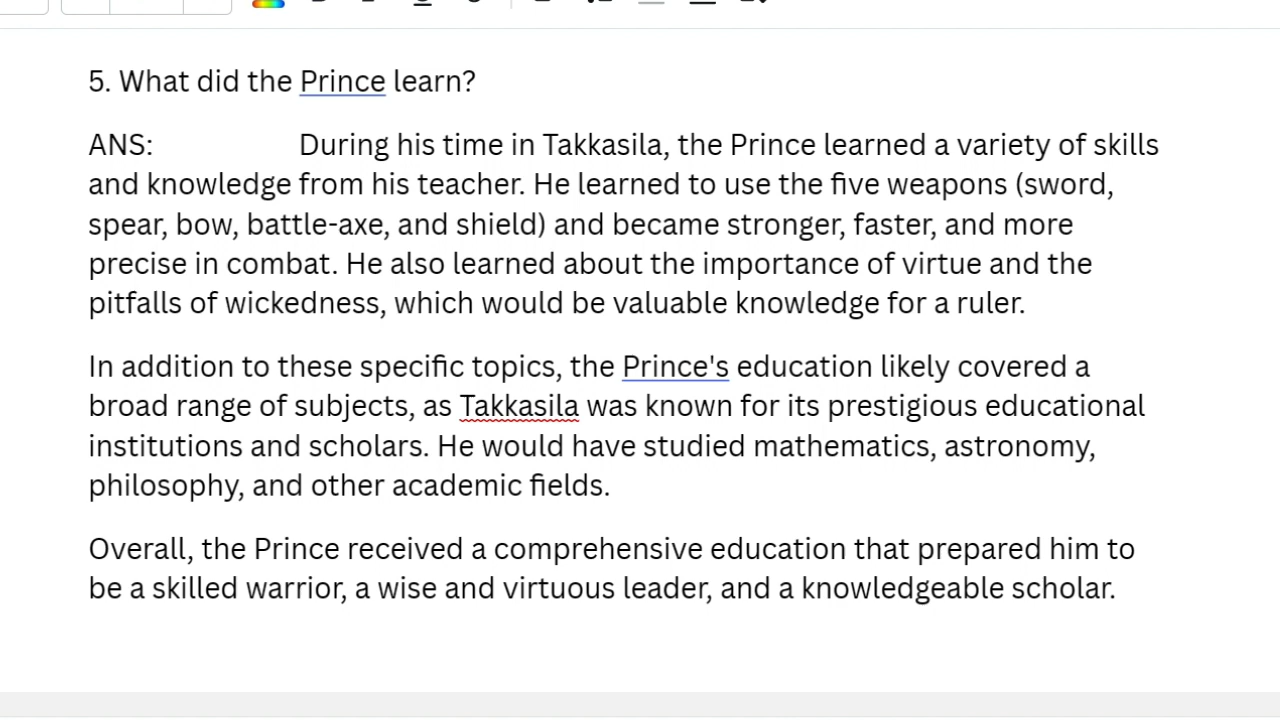 5. What did the Prince learn?
ANS: During his time in Takkasila, the Prince learned a variety of skills
and knowledge from his teacher. He learned to use the five weapons (sword,
spear, bow, battle-axe, and shield) and became stronger, faster, and more
precise in combat. He also learned about the importance of virtue and the
pitfalls of wickedness, which would be valuable knowledge for a ruler.
In addition to these specific topics, the Prince's education likely covered a
broad range of subjects, as Takkasila was known for its prestigious educational
institutions and scholars. He would have studied mathematics, astronomy,
philosophy, and other academic fields.
Overall, the Prince received a comprehensive education that prepared him to
be a skilled warrior, a wise and virtuous leader, and a knowledgeable scholar.